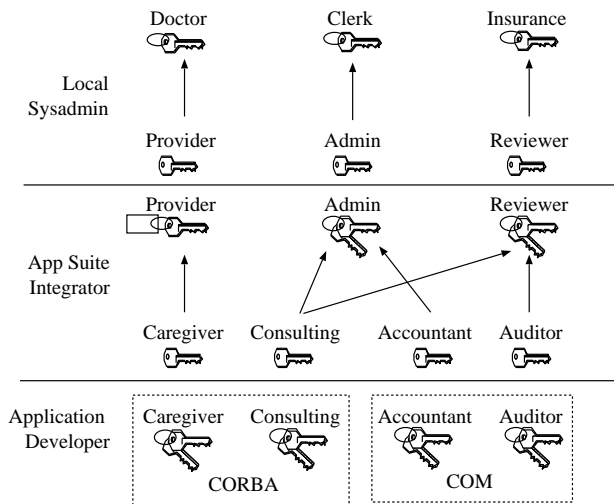 Doctor Clerk Insurance
Local
Sysadmin
Provider Admin Reviewer
Provider Admin Reviewer
App Suite
Integrator
Caregiver Consulting Accountant Auditor
Application
Developer
Caregiver Consulting Accountant Auditor
CORBA COM